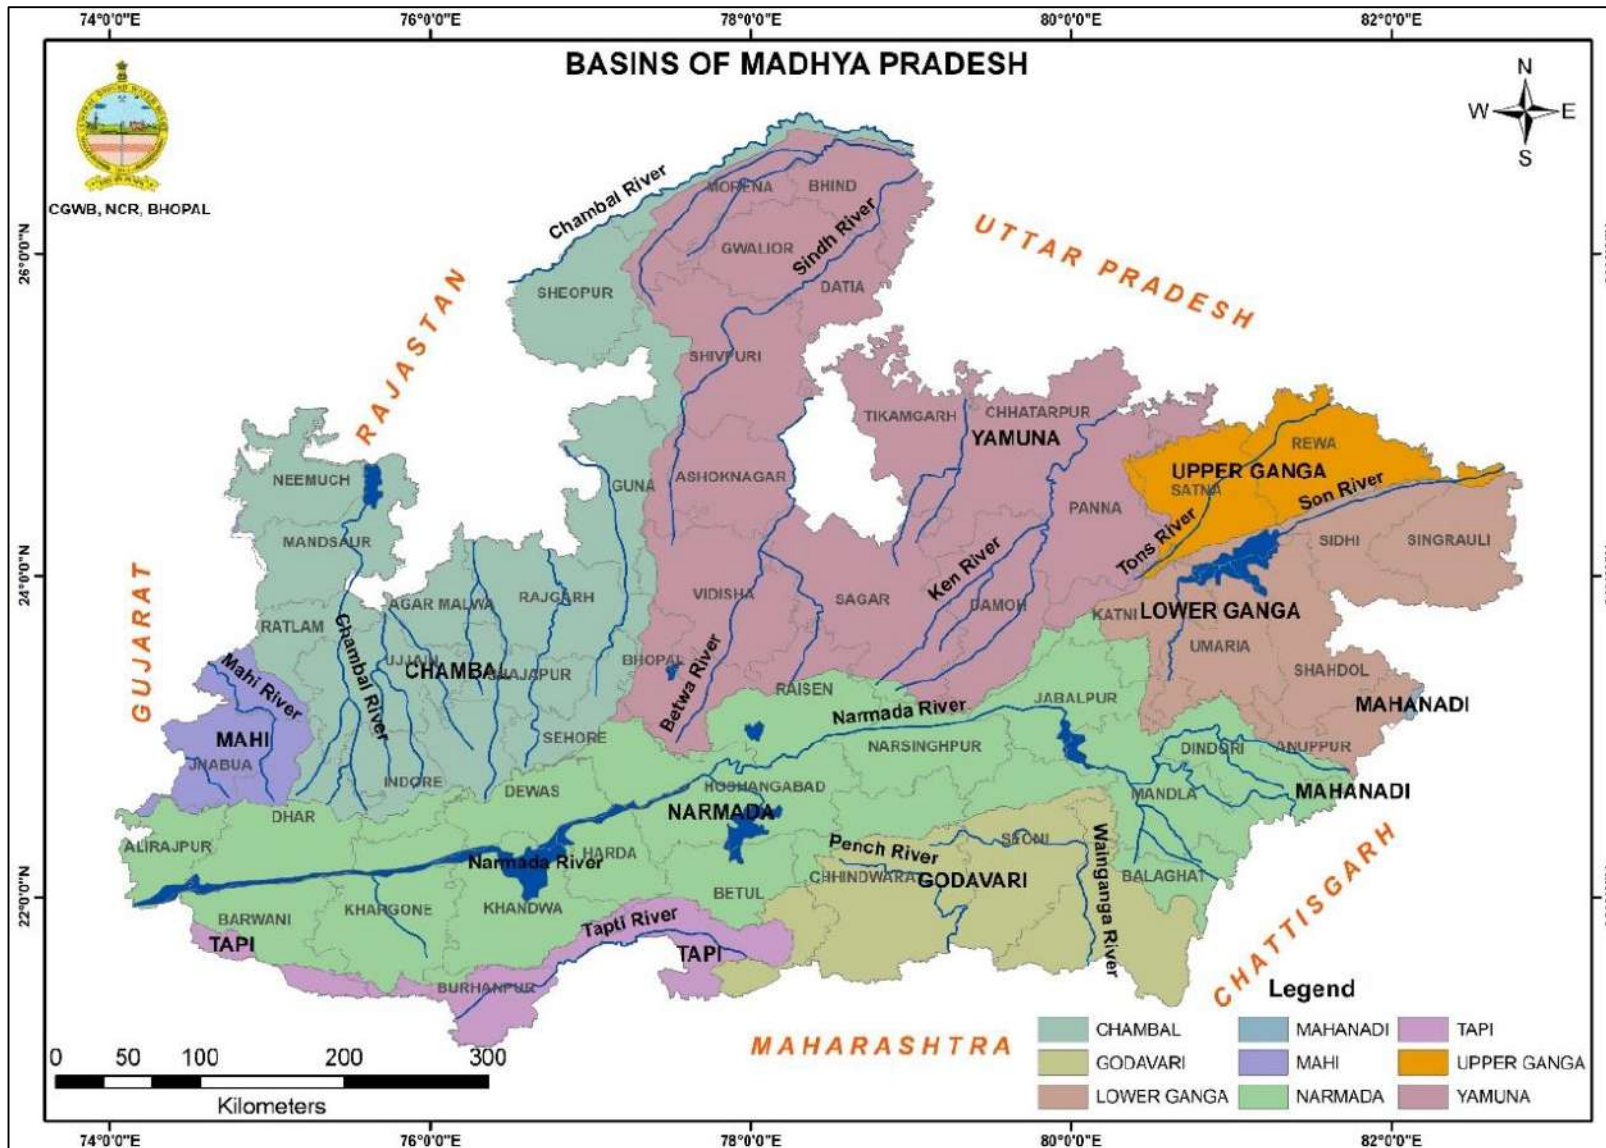 74°0'0"E
76°0'0"E
78°0'0"E
80°0'0"E
82°0'0"E
BASINS OF MADHYA PRADESH
N
W
E
S
CGWB, NCR, BHOPAL
26°0'0"N
24°0'0"N
22°0'0"N
UTTAR PRADESH
RAJASTAN
GUJARAT
MAHARASHTRA
CHATTISGARH
Chambal River
MORENA
BHIND
GWALIOR
Sindh River
DATIA
SHEOPUR
SHIVPURI
TIKAMGARH
CHHATARPUR
YAMUNA
REWA
UPPER GANGA
SATNA
Son River
NEEMUCH
GUNA
ASHOKNAGAR
PANNA
Tons River
MANDSAUR
SIDHI
SINGRAULI
Ken River
AGAR MALWA
RAJGARH
VIDISHA
SAGAR
DAMOH
KATNI
LOWER GANGA
RATLAM
Chambal River
UJJAIN
CHAMBAL
SHAJAPUR
BHOPAL
Betwa River
UMARIA
SHAHDOL
Mahi River
RAISEN
JABALPUR
MAHANADI
MAHI
Narmada River
SEHORE
NARSINGHPUR
DINDORI
ANUPPUR
JHABUA
INDORE
DEWAS
HOSHANGABAD
MANDLA
MAHANADI
DHAR
NARMADA
ALIRAJPUR
Narmada River
HARDA
Pench River
SEONI
Wainganga River
CHHINDWARA
GODAVARI
BALAGHAT
BETUL
BARWANI
KHARGONE
KHANDWA
Tapti River
TAPI
TAPI
BURHANPUR
Legend
CHAMBAL
MAHANADI
TAPI
GODAVARI
MAHI
UPPER GANGA
LOWER GANGA
NARMADA
YAMUNA
0 50 100 200 300
Kilometers
74°0'0"E
76°0'0"E
78°0'0"E
80°0'0"E
82°0'0"E